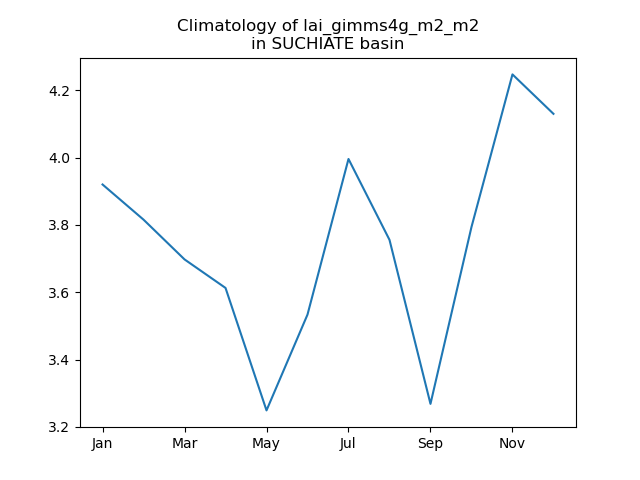 Climatology of lai_gimms4g_m2_m2
in SUCHIATE basin
4.2
4.0
3.8
3.6
3.4
3.2
Jan Mar May Jul Sep Nov